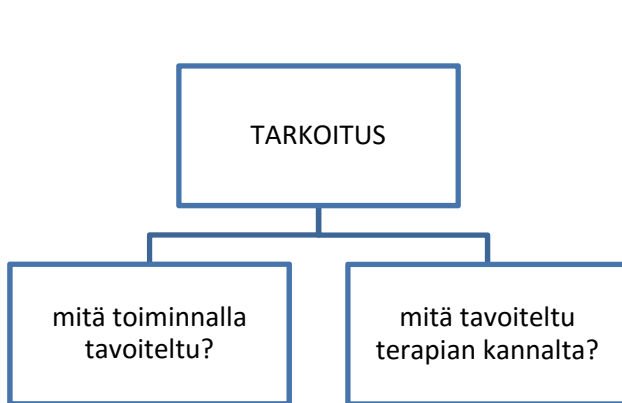 TARKOITUS
mitä toiminnalla
tavoiteltu?
mitä tavoiteltu
terapian kannalta?